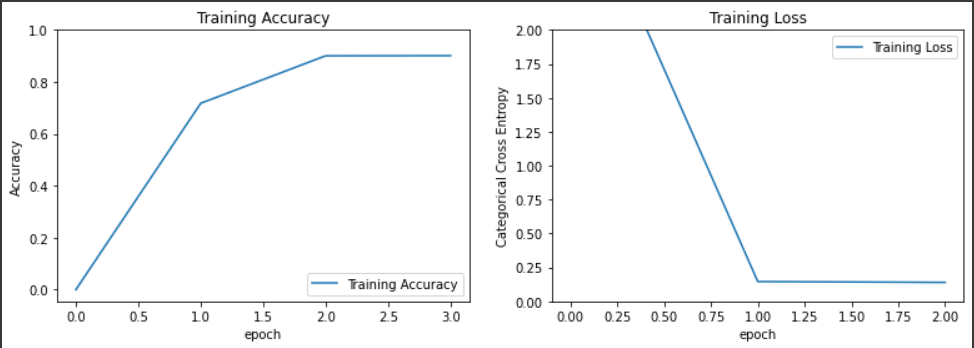 Training Accuracy
1.0
0.8
0.6
0.4
0.2
0.0
Accuracy
Training Accuracy
0.0 0.5 1.0 1.5 2.0 2.5 3.0
epoch
Training Loss
2.00
1.75
1.50
1.25
1.00
0.75
0.50
0.25
0.00
Categorical Cross Entropy
Training Loss
0.00 0.25 0.50 0.75 1.00 1.25 1.50 1.75 2.00
epoch